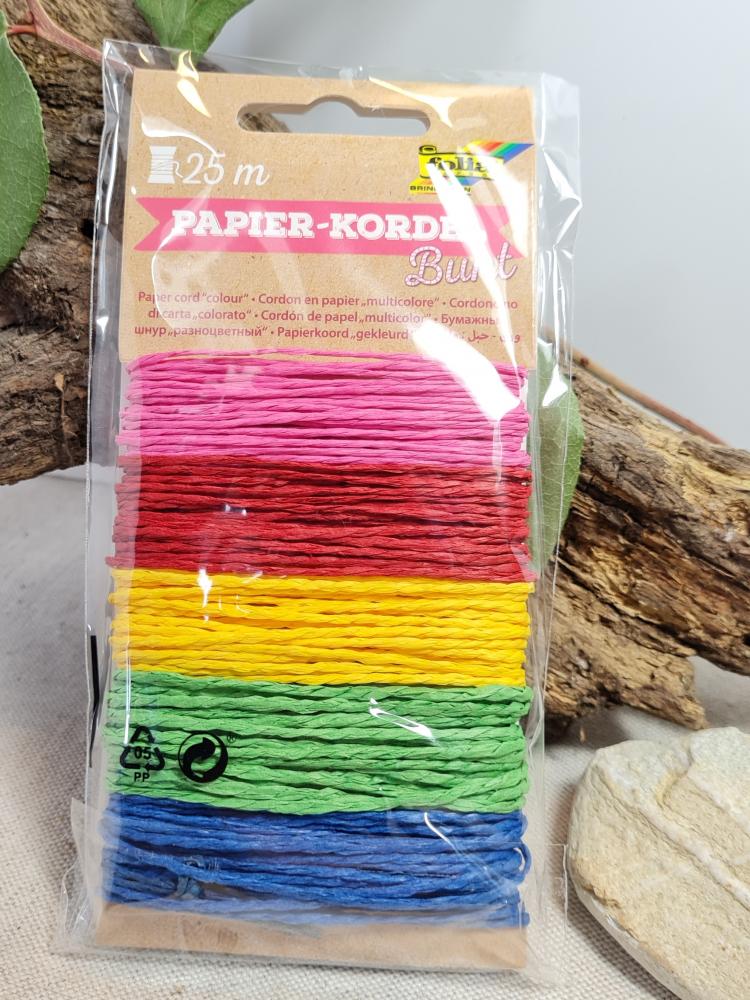 25 m
folia
PAPIER-KORDE
Bunt
Paper cord "colour" • Cordon en papier „multicolore“ • Cordoncino
di carta „colorato“ • Cordón de papel „multicolor“ • Бумажный
шнур „разноцветный“ • Papierkoord „gekleurd
05
PP
®